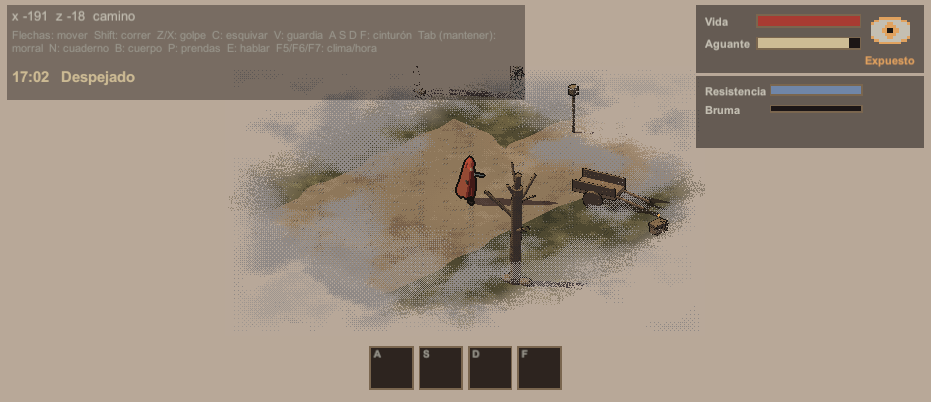 x -191 z -18 camino
Flechas: mover Shift: correr Z/X: golpe C: esquivar V: guardia A S D F: cinturón Tab (mantener):
morral N: cuaderno B: cuerpo P: prendas E: hablar F5/F6/F7: clima/hora
17:02 Despejado
Vida
Aguante
Expuesto
Resistencia
Bruma
A S D F